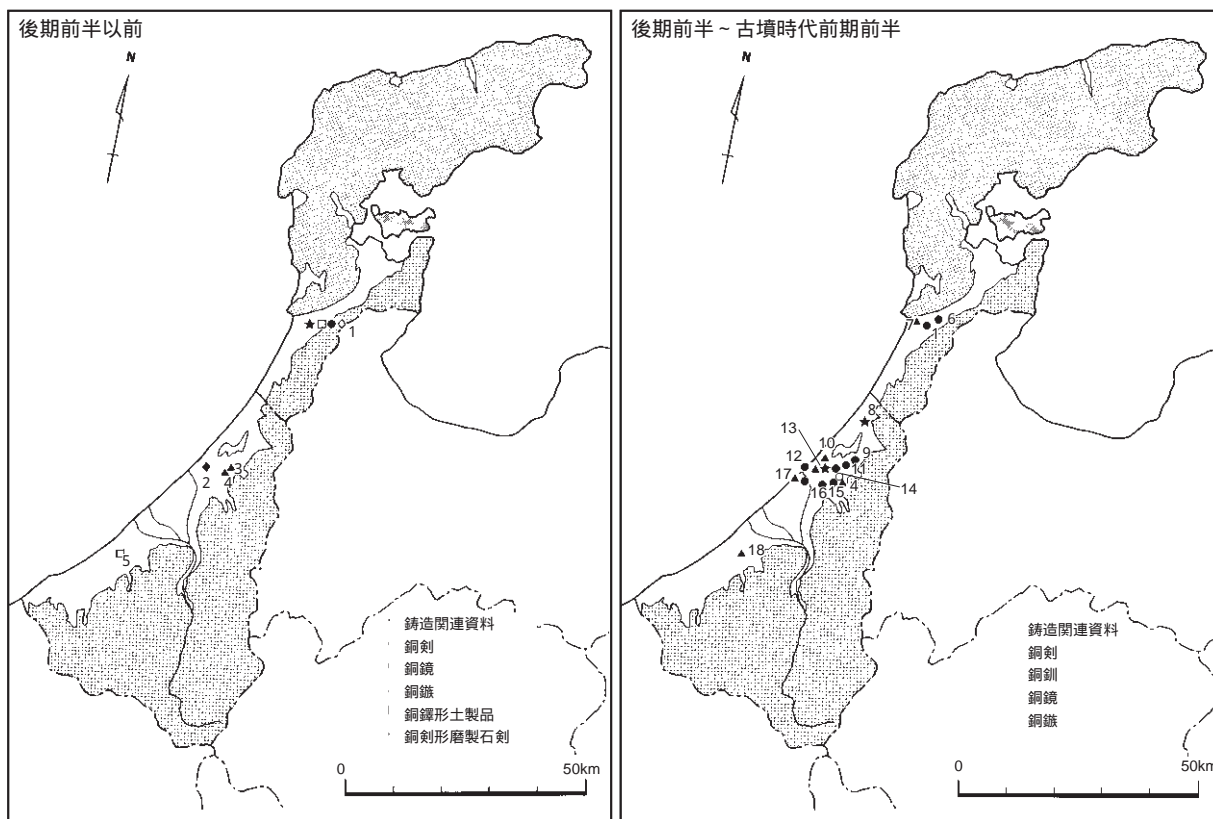 後期前半以前
N
1
2
3
4
5
鋳造関連資料
銅剣
銅鏡
銅鏃
銅鐸形土製品
銅剣形磨製石剣
0 50km
後期前半~古墳時代前期前半
N
7 1 6
8
13 10
12 9
11
17 14
16 15 4
18
鋳造関連資料
銅剣
銅釧
銅鏡
銅鏃
0 50km